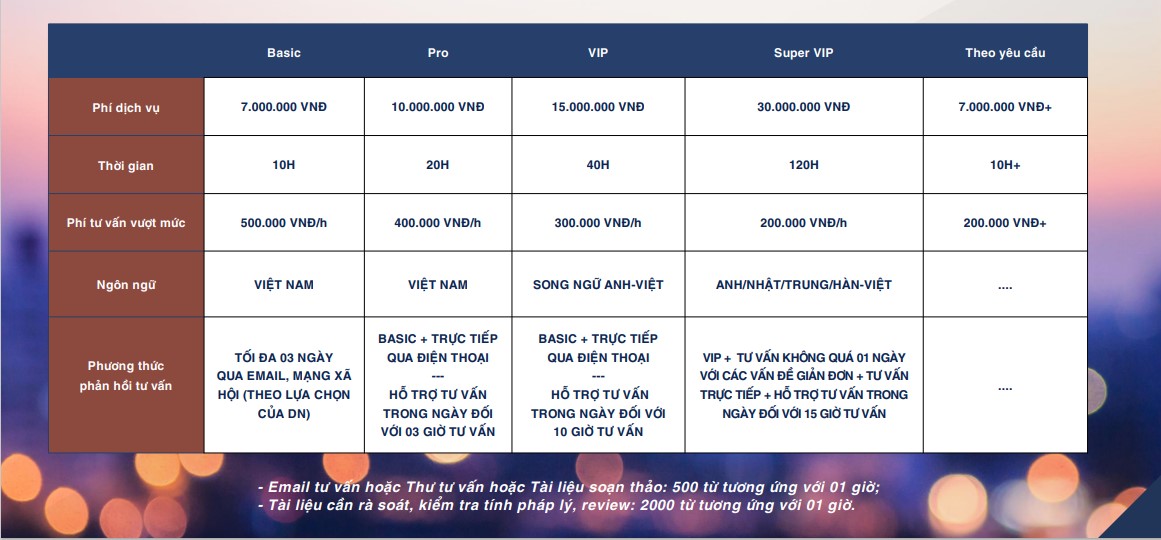 Basic Pro VIP Super VIP Theo yêu cầu
Phí dịch vụ 7.000.000 VNĐ 10.000.000 VNĐ 15.000.000 VNĐ 30.000.000 VNĐ 7.000.000 VNĐ+
Thời gian 10H 20H 40H 120H 10H+
Phí tư vấn vượt mức 500.000 VNĐ/h 400.000 VNĐ/h 300.000 VNĐ/h 200.000 VNĐ/h 200.000 VNĐ+
Ngôn ngữ VIỆT NAM VIỆT NAM SONG NGỮ ANH-VIỆT ANH/NHẬT/TRUNG/HÀN-VIỆT ....
Phương thức
phản hồi tư vấn
TỐI ĐA 03 NGÀY
QUA EMAIL, MẠNG XÃ
HỘI (THEO LỰA CHỌN
CỦA DN)
BASIC + TRỰC TIẾP
QUA ĐIỆN THOẠI
---
HỖ TRỢ TƯ VẤN
TRONG NGÀY ĐỐI
VỚI 03 GIỜ TƯ VẤN
BASIC + TRỰC TIẾP
QUA ĐIỆN THOẠI
---
HỖ TRỢ TƯ VẤN
TRONG NGÀY ĐỐI VỚI
10 GIỜ TƯ VẤN
VIP + TƯ VẤN KHÔNG QUÁ 01 NGÀY
VỚI CÁC VẤN ĐỀ GIẢN ĐƠN + TƯ VẤN
TRỰC TIẾP + HỖ TRỢ TƯ VẤN TRONG
NGÀY ĐỐI VỚI 15 GIỜ TƯ VẤN
....
- Email tư vấn hoặc Thư tư vấn hoặc Tài liệu soạn thảo: 500 từ tương ứng với 01 giờ;
- Tài liệu cần rà soát, kiểm tra tính pháp lý, review: 2000 từ tương ứng với 01 giờ.